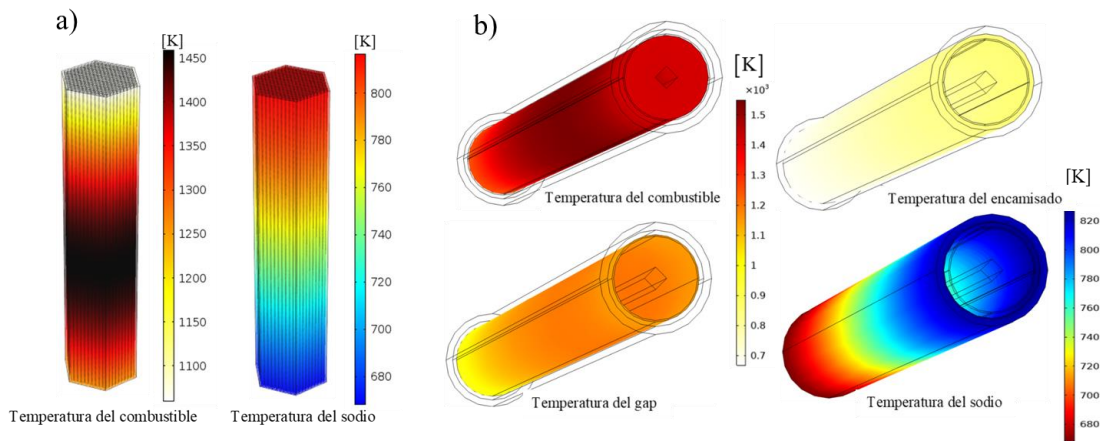 a)
[K]
1450
1400
1350
1300
1250
1200
1150
1100
Temperatura del combustible
[K]
800
780
760
740
720
700
680
Temperatura del sodio
b)
Temperatura del combustible
[K]
×10³
1.5
1.4
1.3
1.2
1.1
1
0.9
0.8
0.7
Temperatura del encamisado
Temperatura del gap
[K]
820
800
780
760
740
720
700
680
Temperatura del sodio